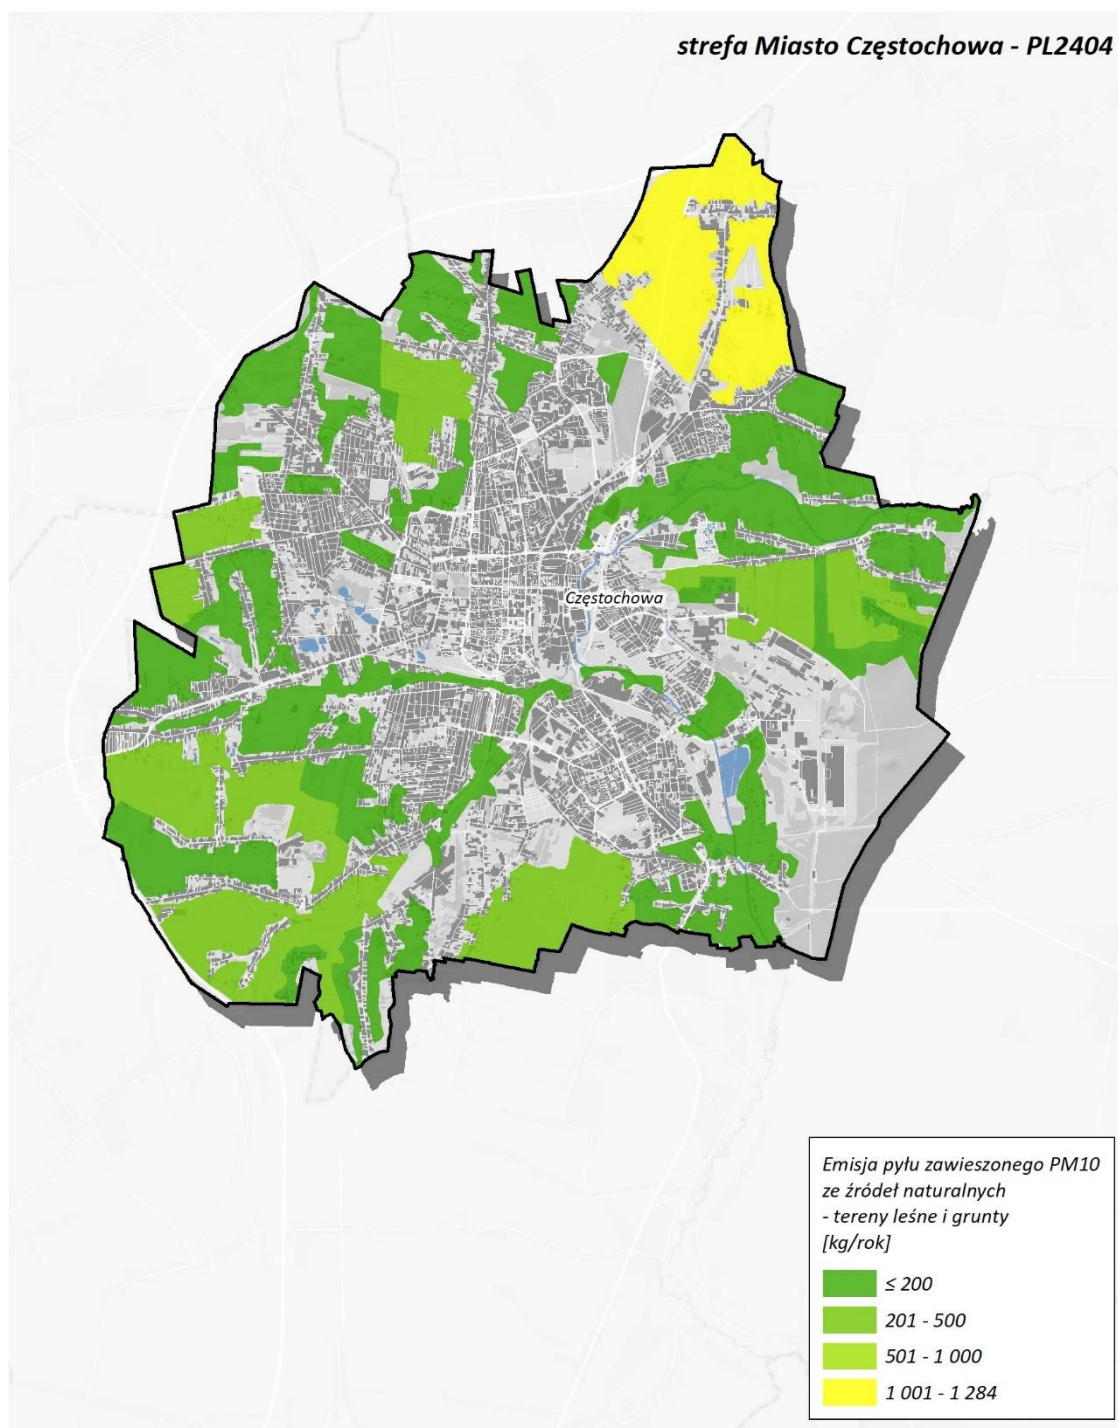 strefa Miasto Częstochowa - PL2404
Częstochowa
Emisja pyłu zawieszonego PM10
ze źródeł naturalnych
- tereny leśne i grunty
[kg/rok]
≤ 200
201 - 500
501 - 1 000
1 001 - 1 284